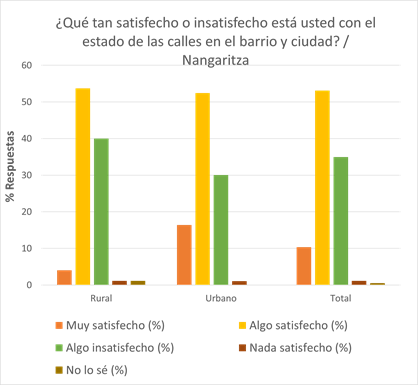 ¿Qué tan satisfecho o insatisfecho está usted con el
estado de las calles en el barrio y ciudad? /
Nangaritza
% Respuestas
60
50
40
30
20
10
0
Rural Urbano Total
Muy satisfecho (%) Algo satisfecho (%)
Algo insatisfecho (%) Nada satisfecho (%)
No lo sé (%)